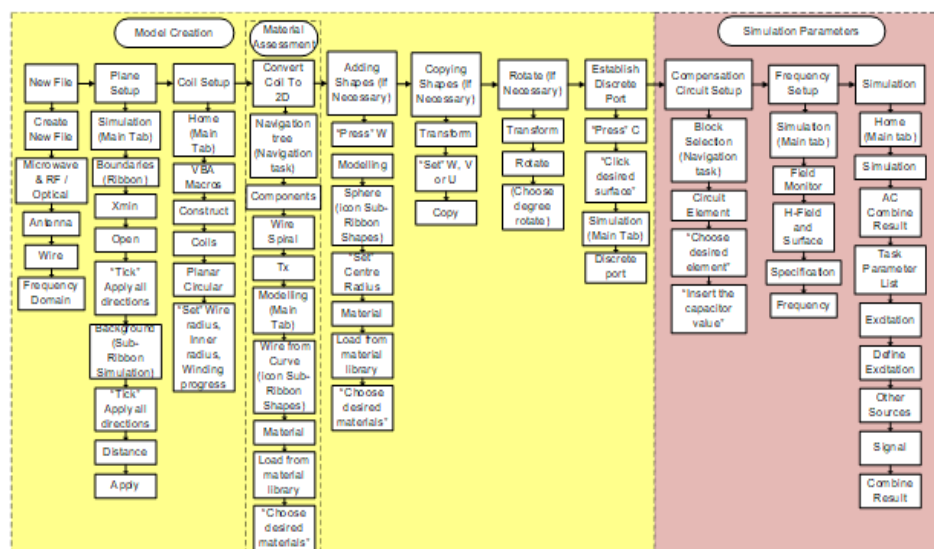 Model Creation
Material
Assessment
Simulation Parameters
New File
Create
New File
Microwave
& RF /
Optical
Antenna
Wire
Frequency
Domain
Plane
Setup
Simulation
(Main Tab)
Boundaries
(Ribbon)
Xmin
Open
"Tick"
Apply all
directions
Background
(Sub-
Ribbon
Simulation)
"Tick"
Apply all
directions
Distance
Apply
Coil Setup
Home
(Main
Tab)
VBA
Macros
Construct
Coils
Planar
Circular
"Set" Wire
radius,
Inner
radius,
Winding
progress
Convert
Coil To
2D
Navigation
tree
(Navigation
task)
Components
Wire
Spiral
Tx
Modelling
(Main
Tab)
Wire from
Curve (icon
Sub-
Ribbon
Shapes)
Material
Load from
material
library
"Choose
desired
materials"
Adding
Shapes (If
Necessary)
"Press" W
Modelling
Sphere
(icon Sub-
Ribbon
Shapes)
"Set"
Centre
Radius
Material
Load from
material
library
"Choose
desired
materials"
Copying
Shapes (If
Necessary)
Transform
"Set" W, V
or U
Copy
Rotate (If
Necessary)
Transform
Rotate
(Choose
degree
rotate)
Establish
Discrete
Port
"Press" C
"Click
desired
surface"
Simulation
(Main Tab)
Discrete
port
Compensation
Circuit Setup
Block
Selection
(Navigation
task)
Circuit
Element
"Choose
desired
element"
"Insert the
capacitor
value"
Frequency
Setup
Simulation
(Main tab)
Field
Monitor
H-Field
and
Surface
Specification
Frequency
Simulation
Home
(Main tab)
Simulation
AC
Combine
Result
Task
Parameter
List
Excitation
Define
Excitation
Other
Sources
Signal
Combine
Result